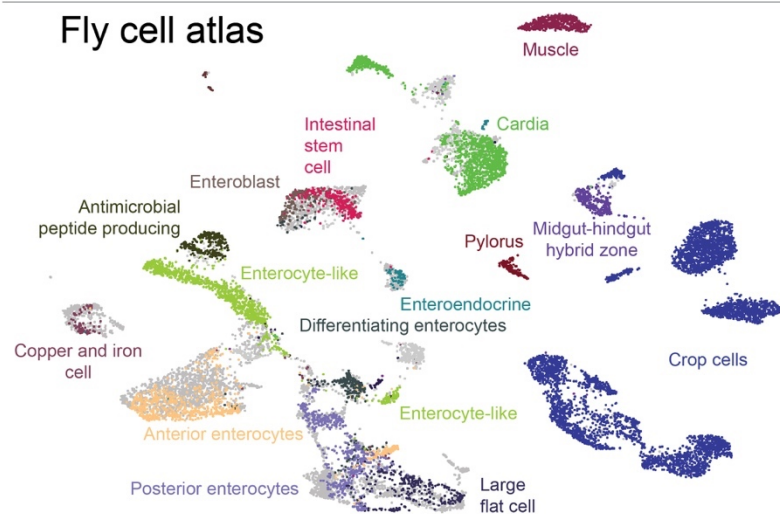 Fly cell atlas
Muscle
Cardia
Intestinal
stem
cell
Enteroblast
Antimicrobial
peptide producing
Midgut-hindgut
hybrid zone
Pylorus
Enterocyte-like
Enteroendocrine
Differentiating enterocytes
Copper and iron
cell
Crop cells
Enterocyte-like
Anterior enterocytes
Posterior enterocytes
Large
flat cell